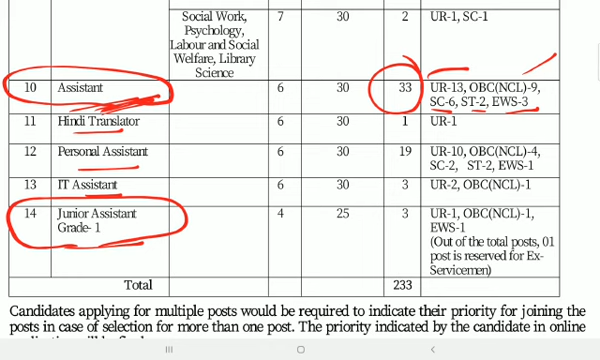 Social Work, 7 30 2 UR-1, SC-1
Psychology,
Labour and Social
Welfare, Library
Science
10 Assistant 6 30 33 UR-13, OBC(NCL)-9,
SC-6, ST-2, EWS-3
11 Hindi Translator 6 30 1 UR-1
12 Personal Assistant 6 30 19 UR-10, OBC(NCL)-4,
SC-2, ST-2, EWS-1
13 IT Assistant 6 30 3 UR-2, OBC(NCL)-1
14 Junior Assistant 4 25 3 UR-1, OBC(NCL)-1,
Grade- 1 EWS-1
(Out of the total posts, 01
post is reserved for Ex-
Servicemen)
Total 233
Candidates applying for multiple posts would be required to indicate their priority for joining the
posts in case of selection for more than one post. The priority indicated by the candidate in online